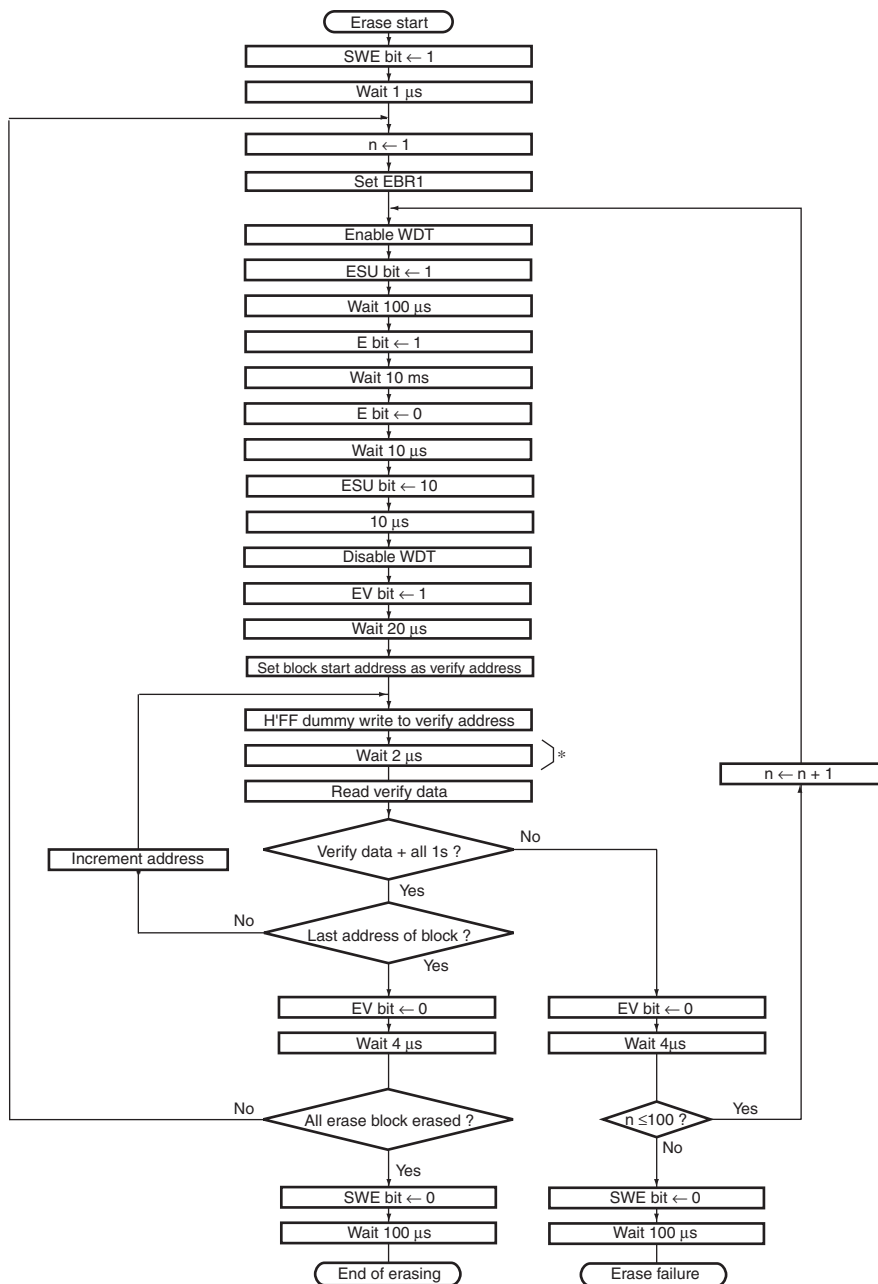 Erase start
SWE bit ← 1
Wait 1 μs
n ← 1
Set EBR1
Enable WDT
ESU bit ← 1
Wait 100 μs
E bit ← 1
Wait 10 ms
E bit ← 0
Wait 10 μs
ESU bit ← 10
10 μs
Disable WDT
EV bit ← 1
Wait 20 μs
Set block start address as verify address
H'FF dummy write to verify address
Wait 2 μs
*
n ← n + 1
Read verify data
No
Verify data + all 1s ?
Increment address
Yes
No
Last address of block ?
Yes
EV bit ← 0
EV bit ← 0
Wait 4 μs
Wait 4μs
No
All erase block erased ?
n ≤100 ?
Yes
Yes
No
SWE bit ← 0
SWE bit ← 0
Wait 100 μs
Wait 100 μs
End of erasing
Erase failure